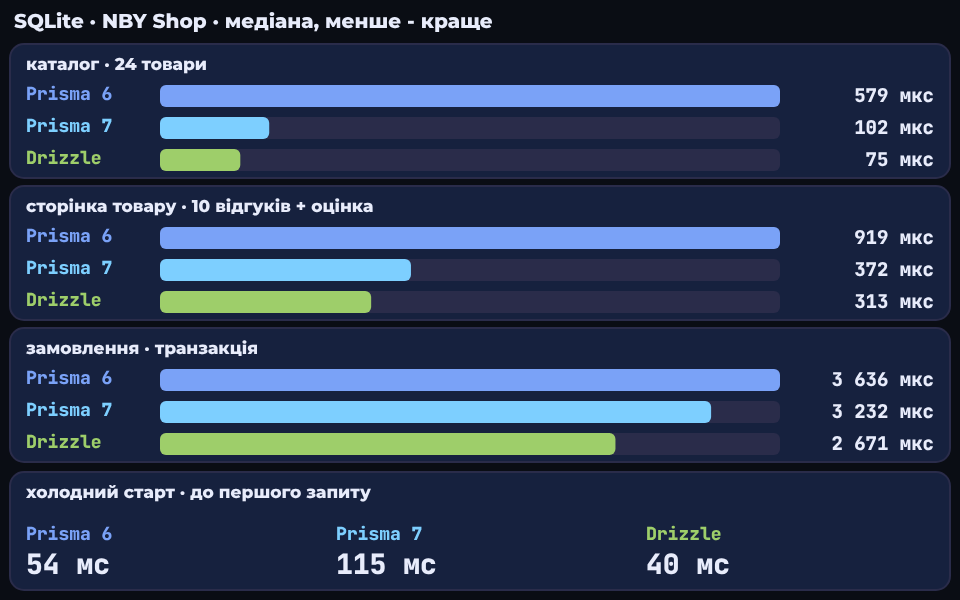 SQLite · NBY Shop · медіана, менше - краще
каталог · 24 товари
Prisma 6 579 мкс
Prisma 7 102 мкс
Drizzle 75 мкс
сторінка товару · 10 відгуків + оцінка
Prisma 6 919 мкс
Prisma 7 372 мкс
Drizzle 313 мкс
замовлення · транзакція
Prisma 6 3 636 мкс
Prisma 7 3 232 мкс
Drizzle 2 671 мкс
холодний старт · до першого запиту
Prisma 6 Prisma 7 Drizzle
54 мс 115 мс 40 мс